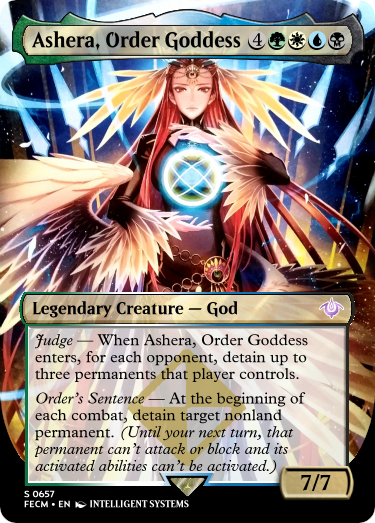 Ashera, Order Goddess 4
Legendary Creature — God
Judge — When Ashera, Order Goddess
enters, for each opponent, detain up to
three permanents that player controls.
Order's Sentence — At the beginning of
each combat, detain target nonland
permanent. (Until your next turn, that
permanent can't attack or block and its
activated abilities can't be activated.)
7/7
S 0657
FECM • EN INTELLIGENT SYSTEMS